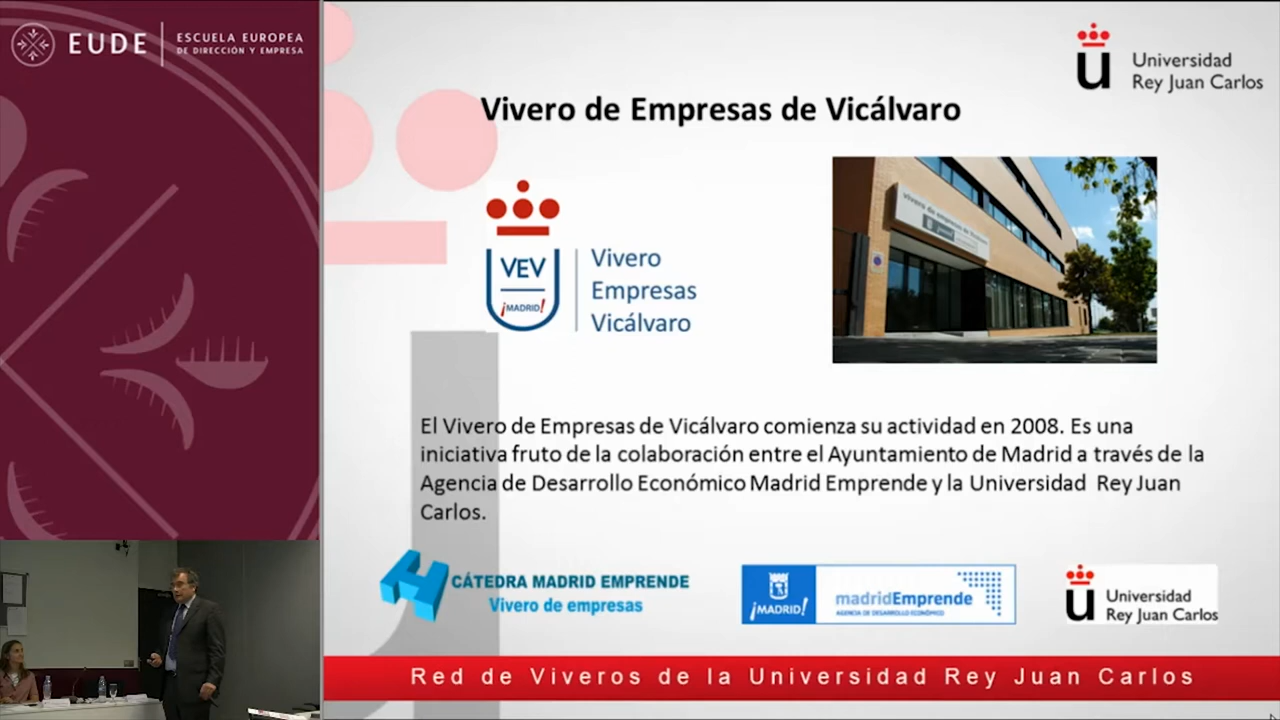 EUDE
ESCUELA EUROPEA
DE DIRECCIÓN Y EMPRESA
Universidad
Rey Juan Carlos
Vivero de Empresas de Vicálvaro
VEV
¡MADRID!
Vivero
Empresas
Vicálvaro
vivero de empresas de
El Vivero de Empresas de Vicálvaro comienza su actividad en 2008. Es una
iniciativa fruto de la colaboración entre el Ayuntamiento de Madrid a través de la
Agencia de Desarrollo Económico Madrid Emprende y la Universidad Rey Juan
Carlos.
CÁTEDRA MADRID EMPRENDE
Vivero de empresas
¡MADRID!
madridEmprende
AGENCIA DE DESARROLLO ECONÓMICO
u Universidad
Rey Juan Carlos
Red de Viveros de la Universidad Rey Juan Carlos